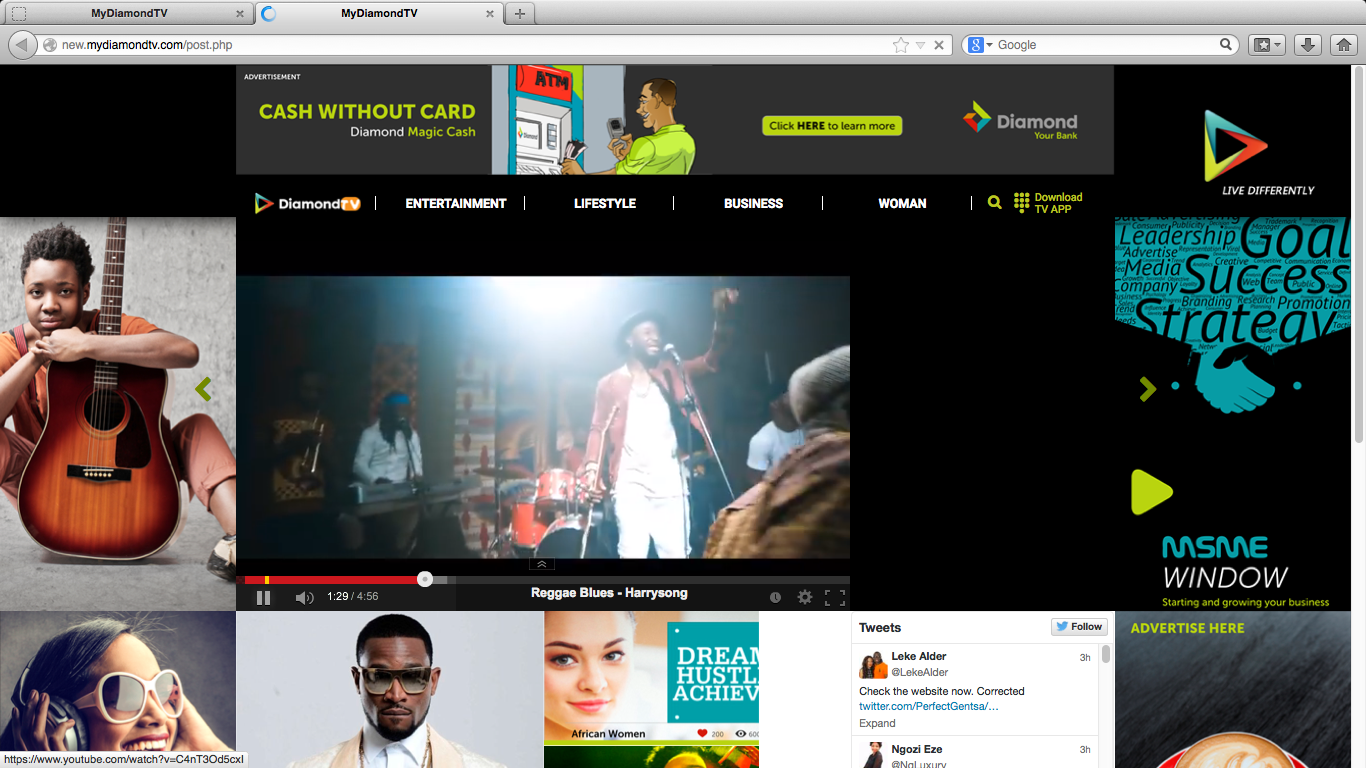 MyDiamondTV
MyDiamondTV
new.mydiamondtv.com/post.php
Google
ADVERTISEMENT
CASH WITHOUT CARD
Diamond Magic Cash
ATM
Click HERE to learn more
Diamond
Your Bank
LIVE DIFFERENTLY
DiamondTV
ENTERTAINMENT
LIFESTYLE
BUSINESS
WOMAN
Download
TV APP
Leadership
Goal
Advertise
Media
Success
Company
Branding
Promotion
Strategy
MSME
WINDOW
Starting and growing your business
1:29 / 4:56
Reggae Blues - Harrysong
DREAM
HUSTL
ACHIEV
African Women
200
600
Tweets
Follow
Leke Alder
3h
@LekeAlder
Check the website now. Corrected
twitter.com/PerfectGentsa/...
Expand
Ngozi Eze
3h
@NgLuxury
ADVERTISE HERE
https://www.youtube.com/watch?v=C4nT3Od5cxI